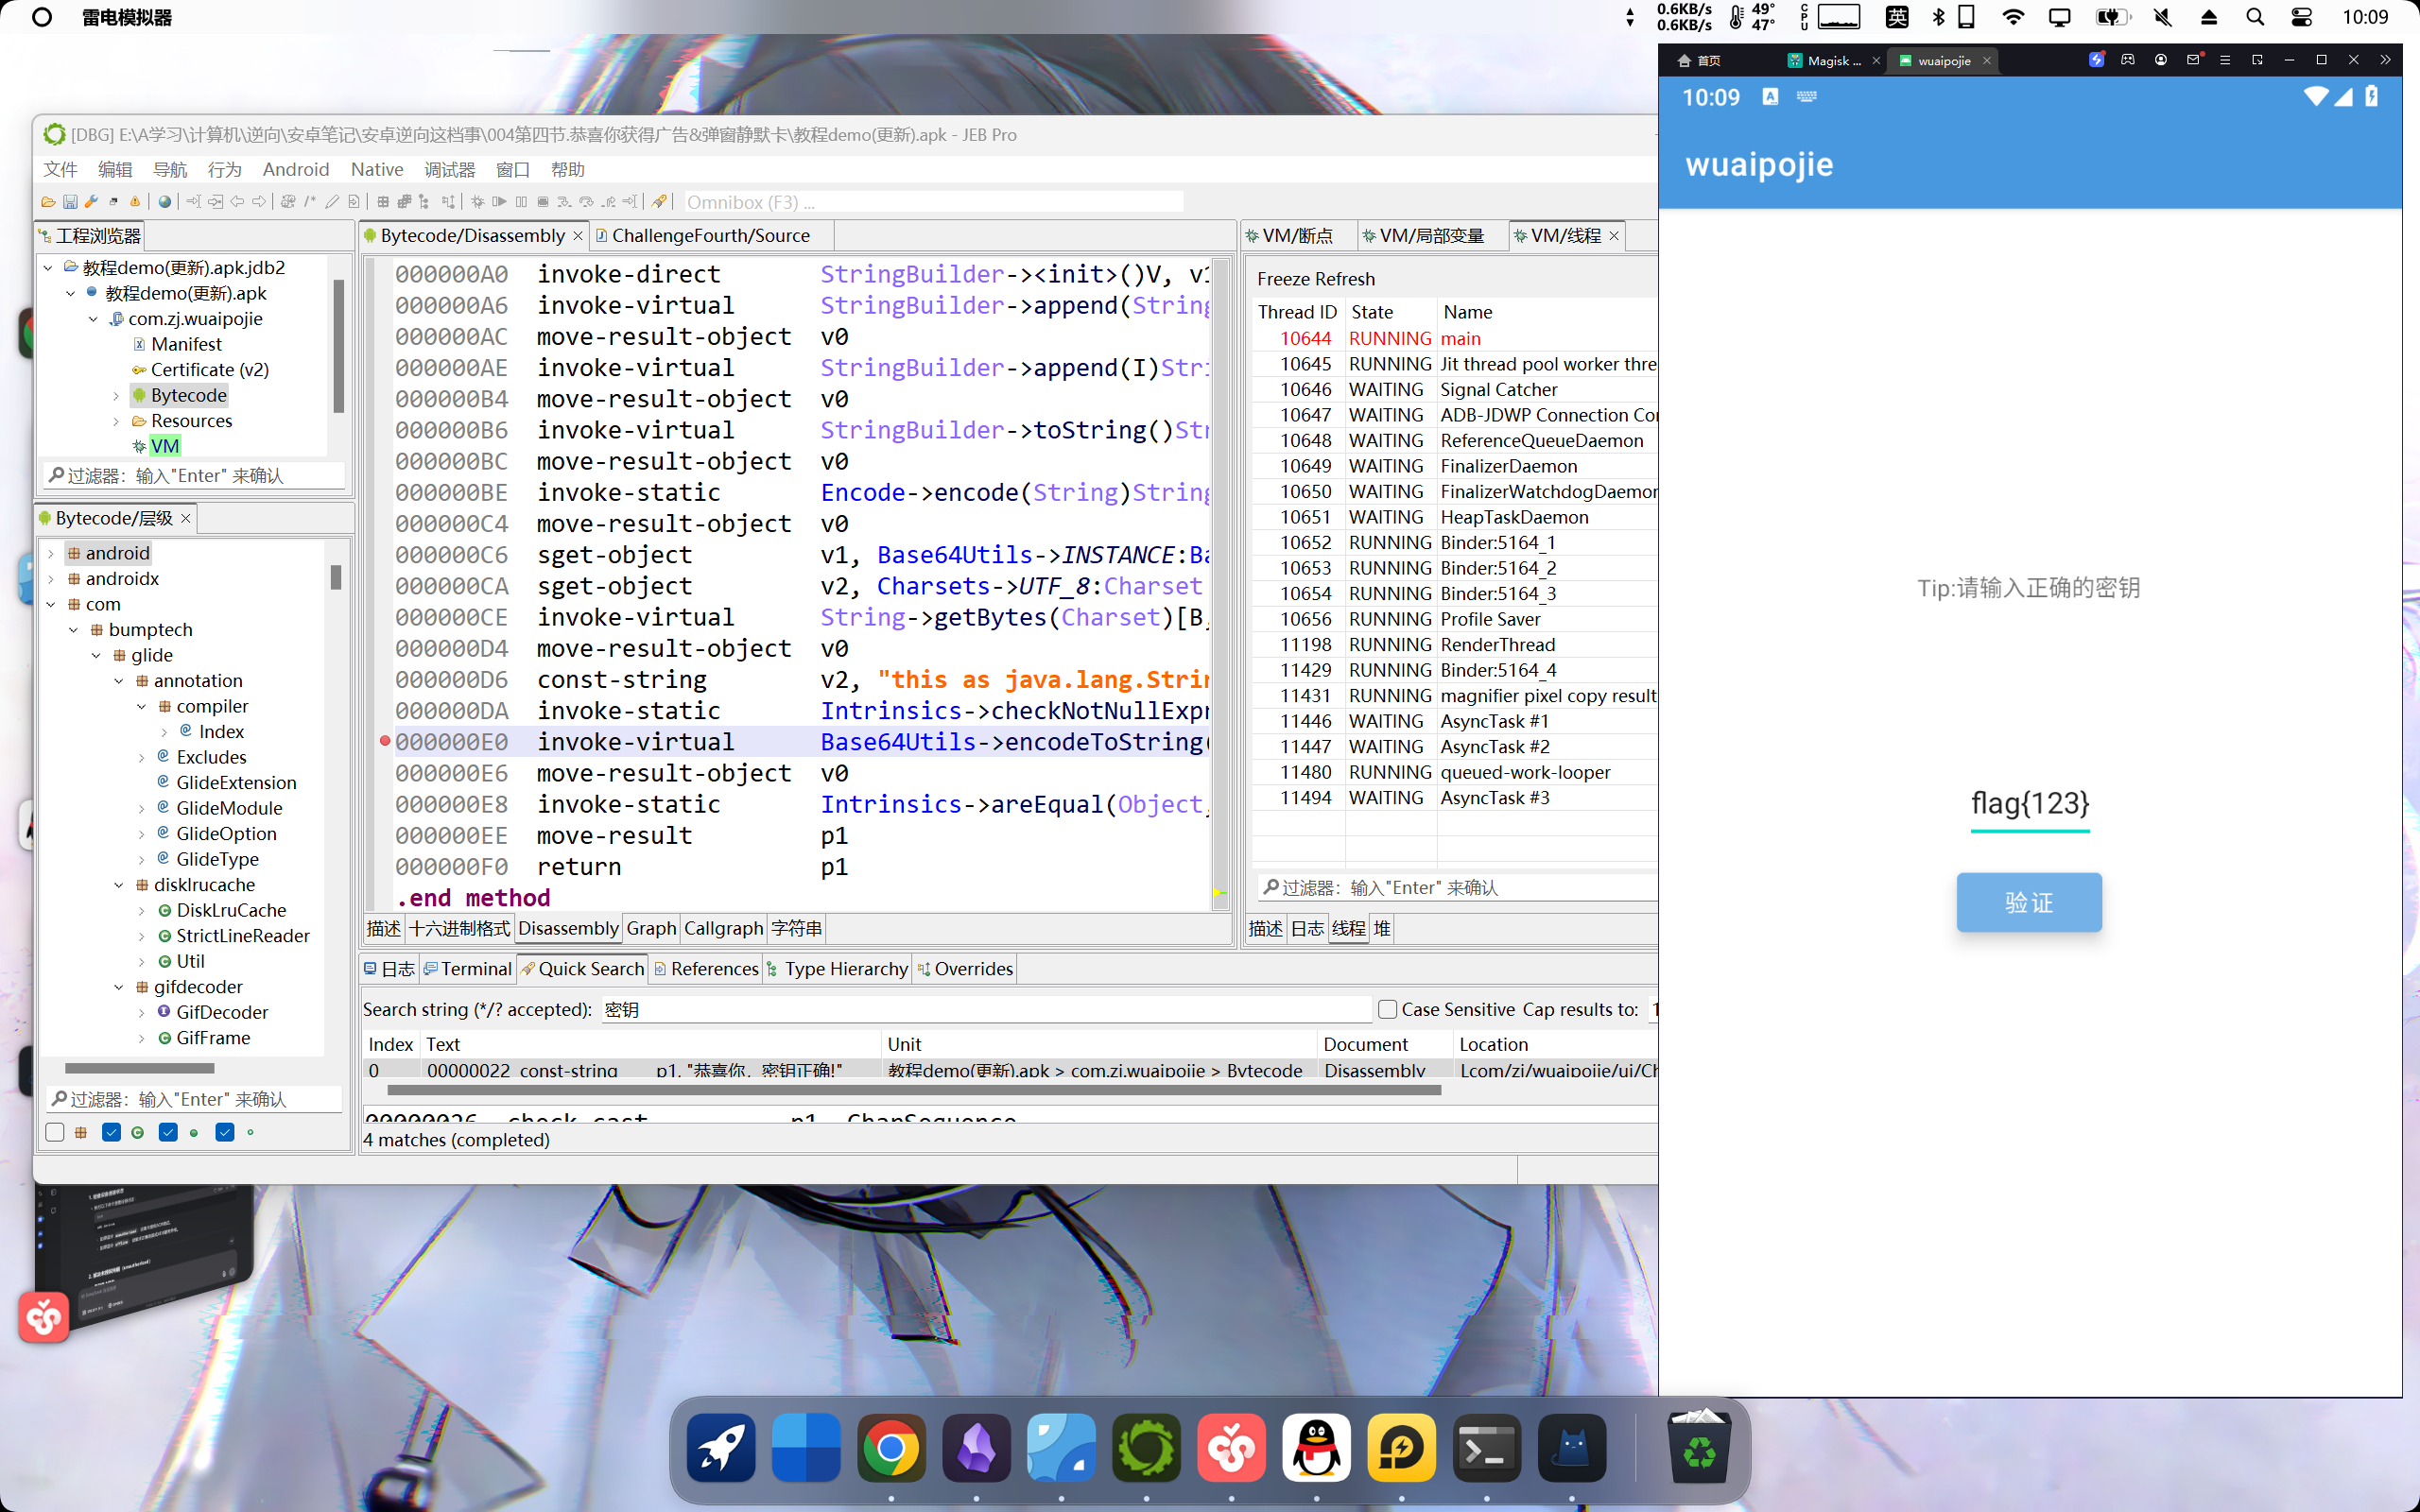 雷电模拟器
0.6KB/s
0.6KB/s
49°
47°
CPU
英
10:09
[DBG] E:\A学习\计算机\逆向\安卓笔记\安卓逆向这档事\004第四节.恭喜你获得广告&弹窗静默卡\教程demo(更新).apk - JEB Pro
文件 编辑 导航 行为 Android Native 调试器 窗口 帮助
Omnibox (F3) ...
工程浏览器
教程demo(更新).apk.jdb2
教程demo(更新).apk
com.zj.wuaipojie
Manifest
Certificate (v2)
Bytecode
Resources
VM
过滤器：输入"Enter" 来确认
Bytecode/层级
android
androidx
com
bumptech
glide
annotation
compiler
Index
Excludes
GlideExtension
GlideModule
GlideOption
GlideType
disklrucache
DiskLruCache
StrictLineReader
Util
gifdecoder
GifDecoder
GifFrame
过滤器：输入"Enter" 来确认
Bytecode/Disassembly ChallengeFourth/Source
000000A0 invoke-direct StringBuilder-><init>()V, v1
000000A6 invoke-virtual StringBuilder->append(String
000000AC move-result-object v0
000000AE invoke-virtual StringBuilder->append(I)Stri
000000B4 move-result-object v0
000000B6 invoke-virtual StringBuilder->toString()Str
000000BC move-result-object v0
000000BE invoke-static Encode->encode(String)String
000000C4 move-result-object v0
000000C6 sget-object v1, Base64Utils->INSTANCE:Ba
000000CA sget-object v2, Charsets->UTF_8:Charset
000000CE invoke-virtual String->getBytes(Charset)[B,
000000D4 move-result-object v0
000000D6 const-string v2, "this as java.lang.Strin
000000DA invoke-static Intrinsics->checkNotNullExpr
000000E0 invoke-virtual Base64Utils->encodeToString(
000000E6 move-result-object v0
000000E8 invoke-static Intrinsics->areEqual(Object,
000000EE move-result p1
000000F0 return p1
.end method
描述 十六进制格式 Disassembly Graph Callgraph 字符串
VM/断点 VM/局部变量 VM/线程
Freeze Refresh
Thread ID State Name
10644 RUNNING main
10645 RUNNING Jit thread pool worker thre
10646 WAITING Signal Catcher
10647 WAITING ADB-JDWP Connection Co
10648 WAITING ReferenceQueueDaemon
10649 WAITING FinalizerDaemon
10650 WAITING FinalizerWatchdogDaemon
10651 WAITING HeapTaskDaemon
10652 RUNNING Binder:5164_1
10653 RUNNING Binder:5164_2
10654 RUNNING Binder:5164_3
10656 RUNNING Profile Saver
11198 RUNNING RenderThread
11429 RUNNING Binder:5164_4
11431 RUNNING magnifier pixel copy result
11446 WAITING AsyncTask #1
11447 WAITING AsyncTask #2
11480 RUNNING queued-work-looper
11494 WAITING AsyncTask #3
过滤器：输入"Enter" 来确认
描述 日志 线程 堆
日志 Terminal Quick Search References Type Hierarchy Overrides
Search string (*/? accepted): 密钥 Case Sensitive Cap results to: 1
Index Text Unit Document Location
0 00000022 const-string p1, "恭喜你，密钥正确!" 教程demo(更新).apk > com.zj.wuaipojie > Bytecode Disassembly Lcom/zj/wuaipojie/ui/Ch
00000026 check-cast p1, CharSequence
4 matches (completed)
首页 Magisk ... wuaipojie
10:09
wuaipojie
Tip:请输入正确的密钥
flag{123}
验证